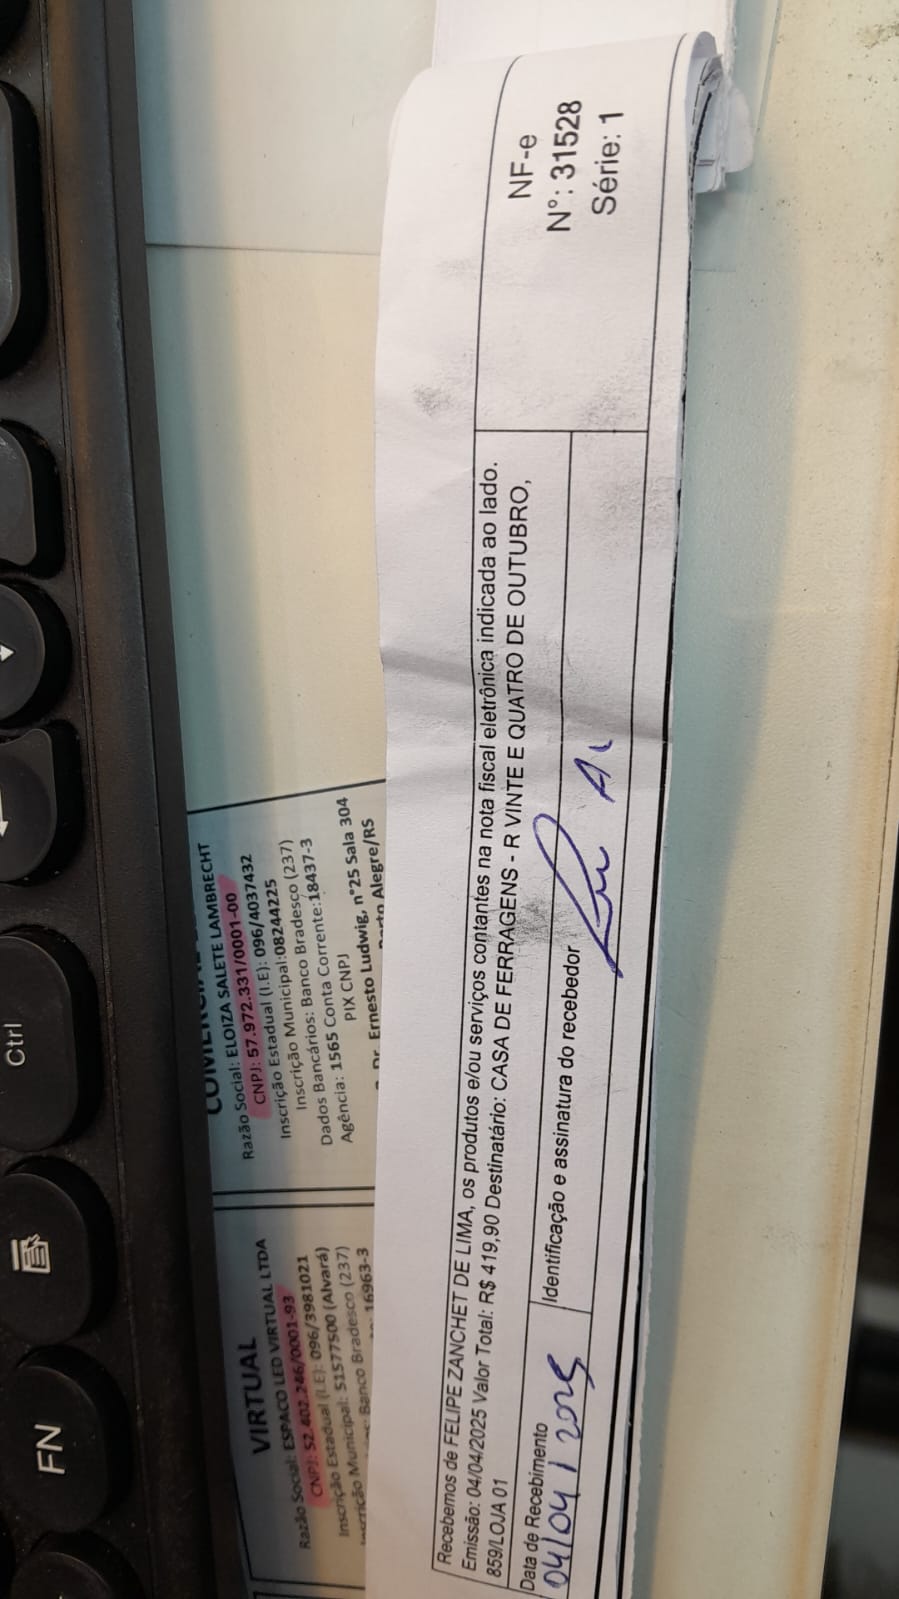 Recebemos de FELIPE ZANCHET DE LIMA, os produtos e/ou serviços contantes na nota fiscal eletrônica indicada ao lado.
Emissão: 04/04/2025 Valor Total: R$ 419,90 Destinatário: CASA DE FERRAGENS - R VINTE E QUATRO DE OUTUBRO,
859/LOJA 01
Data de Recebimento
04/04/2025
Identificação e assinatura do recebedor
NF-e
N°: 31528
Série: 1
VIRTUAL
Razão Social: ESPACO LED VIRTUAL LTDA
CNPJ: 52.402.246/0001-93
Inscrição Estadual (I.E): 096/3981021
Inscrição Municipal: 51577500 (Alvará)
Banco Bradesco (237)
16963-3
Razão Social: ELOIZA SALETE LAMBRECHT
CNPJ: 57.972.331/0001-00
Inscrição Estadual (I.E): 096/4037432
Inscrição Municipal:08244225
Dados Bancários: Banco Bradesco (237)
Agência: 1565 Conta Corrente:18437-3
PIX CNPJ
Dr. Ernesto Ludwig, n°25 Sala 304
Porto Alegre/RS
FN
Ctrl